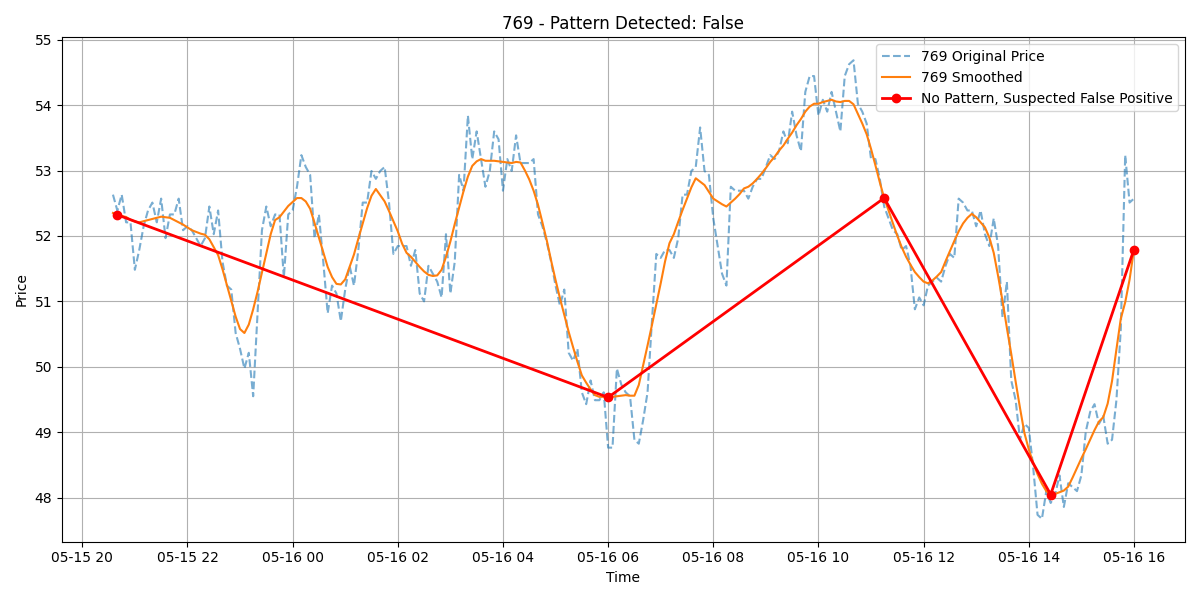 769 - Pattern Detected: False
55
54
53
52
51
50
49
48
Price
769 Original Price
769 Smoothed
No Pattern, Suspected False Positive
05-15 20 05-15 22 05-16 00 05-16 02 05-16 04 05-16 06 05-16 08 05-16 10 05-16 12 05-16 14 05-16 16
Time